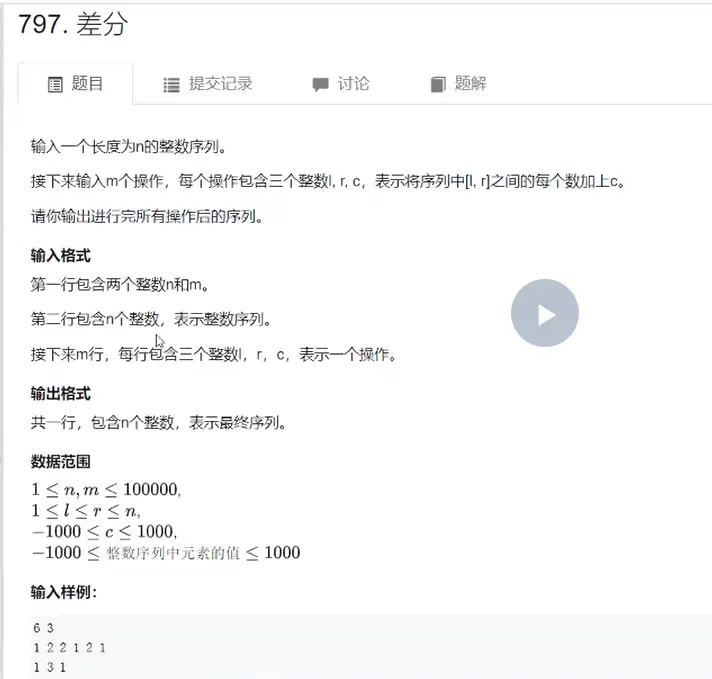 797. 差分
题目 提交记录 讨论 题解
输入一个长度为n的整数序列。
接下来输入m个操作，每个操作包含三个整数l, r, c，表示将序列中[l, r]之间的每个数加上c。
请你输出进行完所有操作后的序列。
输入格式
第一行包含两个整数n和m。
第二行包含n个整数，表示整数序列。
接下来m行，每行包含三个整数l，r，c，表示一个操作。
输出格式
共一行，包含n个整数，表示最终序列。
数据范围
1 ≤ n, m ≤ 100000,
1 ≤ l ≤ r ≤ n,
−1000 ≤ c ≤ 1000,
−1000 ≤ 整数序列中元素的值 ≤ 1000
输入样例：
6 3
1 2 2 1 2 1
1 3 1